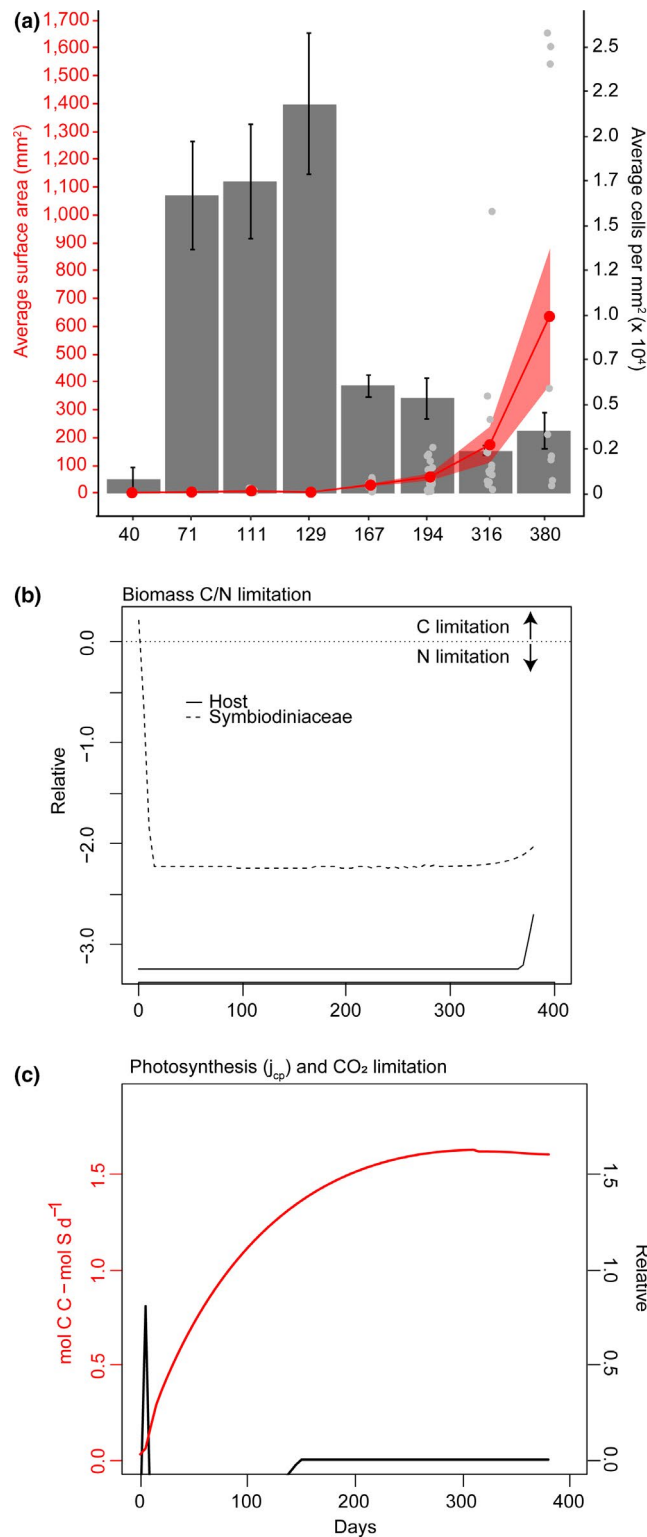 (a)
Average surface area (mm²)
1,700
1,600
1,500
1,400
1,300
1,200
1,100
1,000
900
800
700
600
500
400
300
200
100
0
2.5
2.2
2.0
1.7
1.5
1.2
1.0
0.7
0.5
0.2
0
Average cells per mm² (x 10⁴)
40 71 111 129 167 194 316 380
(b)
Biomass C/N limitation
C limitation
N limitation
Host
Symbiodiniaceae
Relative
0.0
−1.0
−2.0
−3.0
0 100 200 300 400
(c)
Photosynthesis (jcp) and CO₂ limitation
mol C C − mol S d⁻¹
1.5
1.0
0.5
0.0
1.5
1.0
0.5
0.0
Relative
0 100 200 300 400
Days